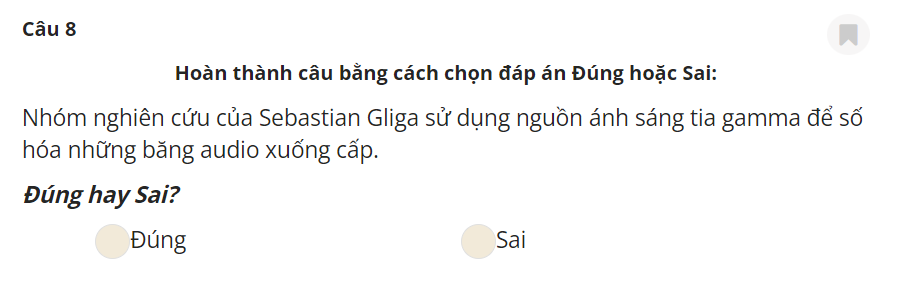 Câu 8
Hoàn thành câu bằng cách chọn đáp án Đúng hoặc Sai:
Nhóm nghiên cứu của Sebastian Gliga sử dụng nguồn ánh sáng tia gamma để số
hóa những băng audio xuống cấp.
Đúng hay Sai?
Đúng Sai